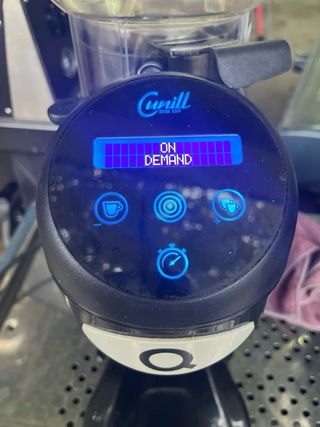 Cunill
ON
DEMAND
−
+
Q